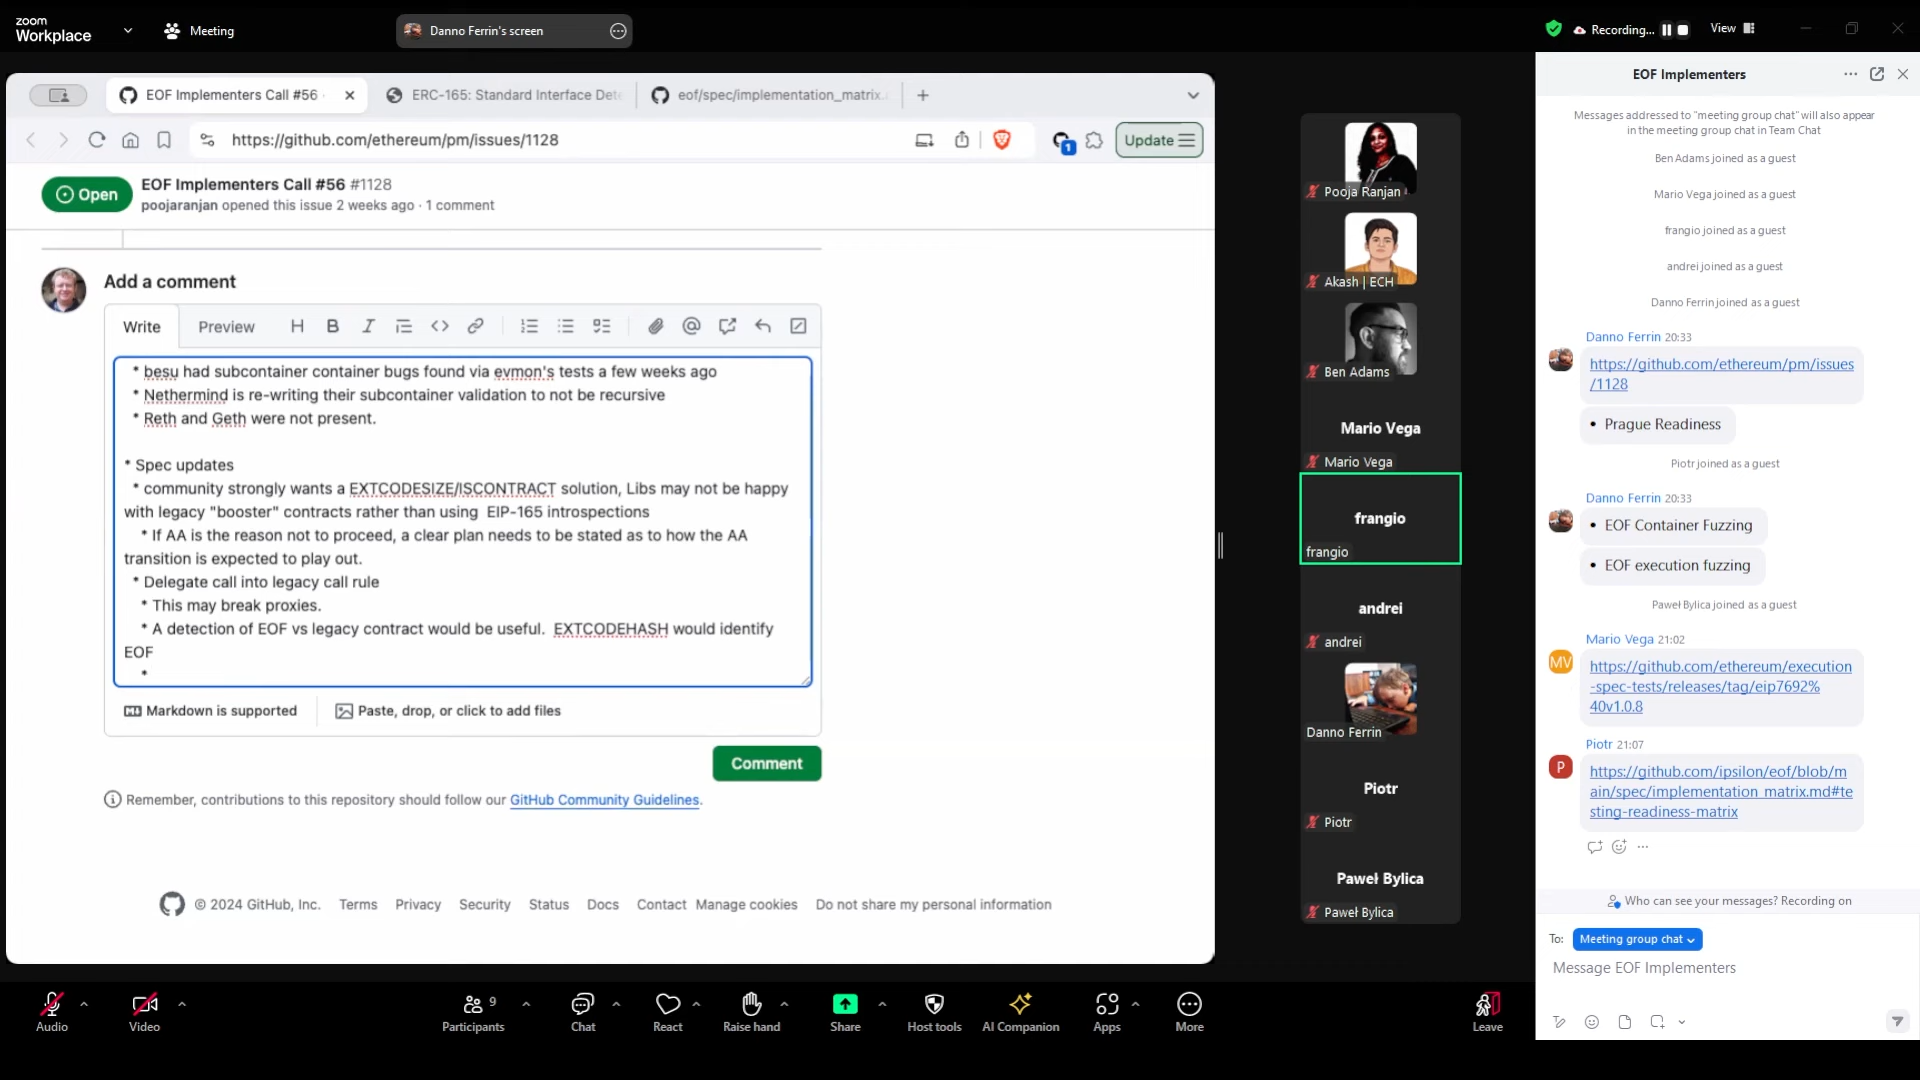 zoom
Workplace
Meeting
Danno Ferrin's screen
Recording...
View
EOF Implementers Call #56
ERC-165: Standard Interface Dete
eof/spec/implementation_matrix.
https://github.com/ethereum/pm/issues/1128
1
Update
Open
EOF Implementers Call #56 #1128
poojaranjan opened this issue 2 weeks ago · 1 comment
Add a comment
Write
Preview
* besu had subcontainer container bugs found via evmon's tests a few weeks ago
* Nethermind is re-writing their subcontainer validation to not be recursive
* Reth and Geth were not present.
* Spec updates
* community strongly wants a EXTCODESIZE/ISCONTRACT solution, Libs may not be happy
with legacy "booster" contracts rather than using EIP-165 introspections
* If AA is the reason not to proceed, a clear plan needs to be stated as to how the AA
transition is expected to play out.
* Delegate call into legacy call rule
* This may break proxies.
* A detection of EOF vs legacy contract would be useful. EXTCODEHASH would identify
EOF
*
Markdown is supported
Paste, drop, or click to add files
Comment
Remember, contributions to this repository should follow our GitHub Community Guidelines.
© 2024 GitHub, Inc. Terms Privacy Security Status Docs Contact Manage cookies Do not share my personal information
Pooja Ranjan
Akash | ECH
Ben Adams
Mario Vega
Mario Vega
frangio
frangio
andrei
andrei
Danno Ferrin
Piotr
Piotr
Paweł Bylica
Paweł Bylica
EOF Implementers
Messages addressed to "meeting group chat" will also appear
in the meeting group chat in Team Chat
Ben Adams joined as a guest
Mario Vega joined as a guest
frangio joined as a guest
andrei joined as a guest
Danno Ferrin joined as a guest
Danno Ferrin 20:33
https://github.com/ethereum/pm/issues
/1128
• Prague Readiness
Piotr joined as a guest
Danno Ferrin 20:33
• EOF Container Fuzzing
• EOF execution fuzzing
Paweł Bylica joined as a guest
Mario Vega 21:02
MV
https://github.com/ethereum/execution
-spec-tests/releases/tag/eip7692%
40v1.0.8
Piotr 21:07
P
https://github.com/ipsilon/eof/blob/m
ain/spec/implementation_matrix.md#te
sting-readiness-matrix
Who can see your messages? Recording on
To: Meeting group chat
Message EOF Implementers
Audio
Video
9
Participants
Chat
React
Raise hand
Share
Host tools
AI Companion
Apps
More
Leave